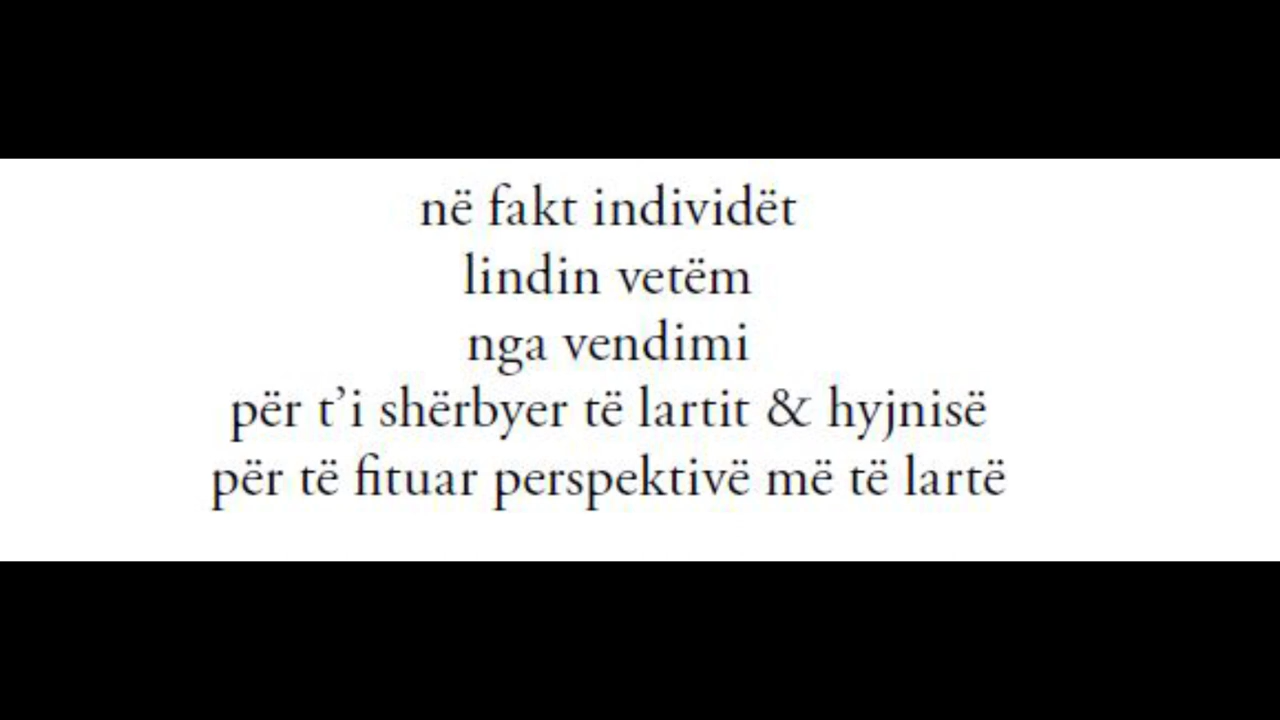 në fakt individët
lindin vetëm
nga vendimi
për t’i shërbyer të lartit & hyjnisë
për të fituar perspektivë më të lartë